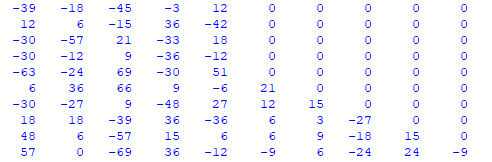 -39 -18 -45 -3 12 0 0 0 0 0
12 6 -15 36 -42 0 0 0 0 0
-30 -57 21 -33 18 0 0 0 0 0
-30 -12 9 -36 -12 0 0 0 0 0
-63 -24 69 -30 51 0 0 0 0 0
6 36 66 9 -6 21 0 0 0 0
-30 -27 9 -48 27 12 15 0 0 0
18 18 -39 36 -36 6 3 -27 0 0
48 6 -57 15 6 6 9 -18 15 0
57 0 -69 36 -12 -9 6 -24 24 -9